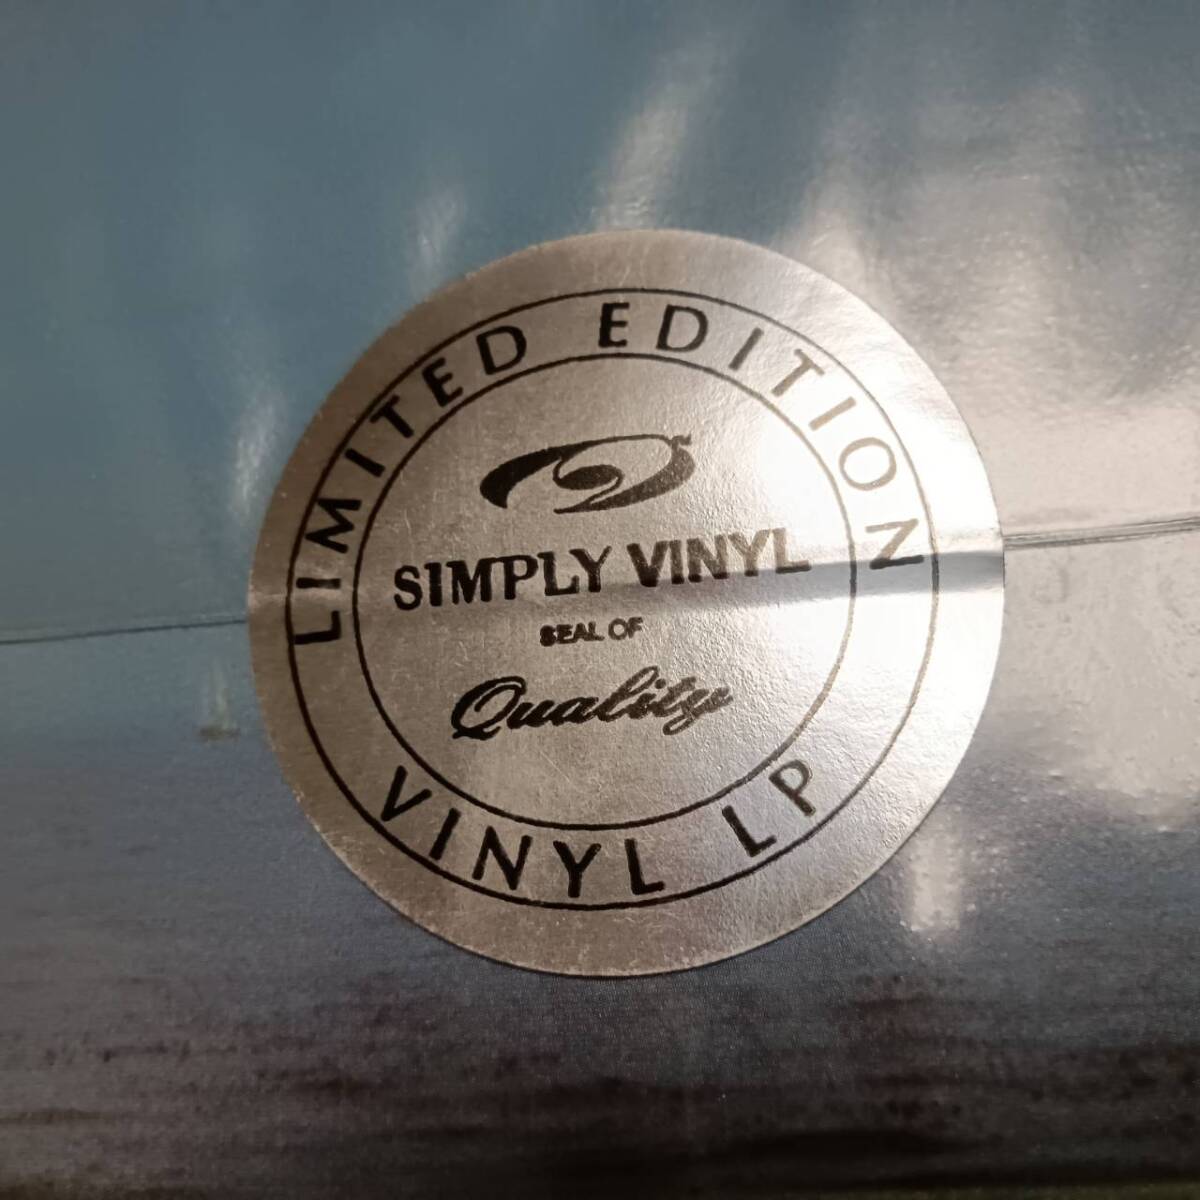 LIMITED EDITION
SIMPLY VINYL
SEAL OF
Quality
VINYL LP